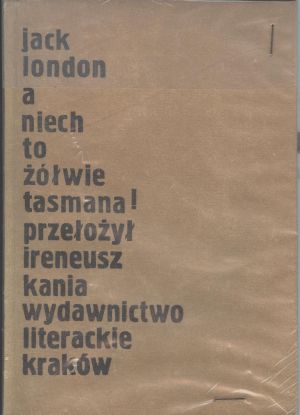 jack
london
a
niech
to
żółwie
tasmana!
przełożył
ireneusz
kania
wydawnictwo
literackie
kraków